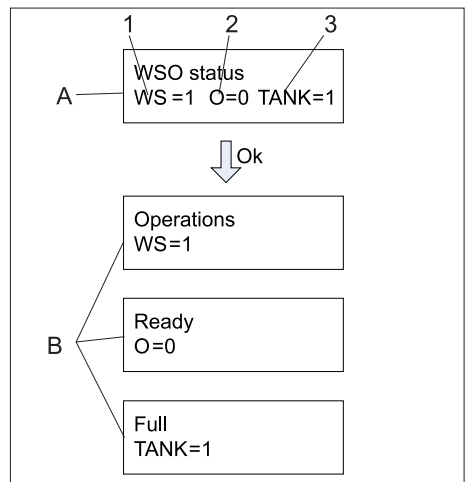 1 2 3
WSO status
A WS =1 O=0 TANK=1
Ok
Operations
WS=1
Ready
B O=0
Full
TANK=1